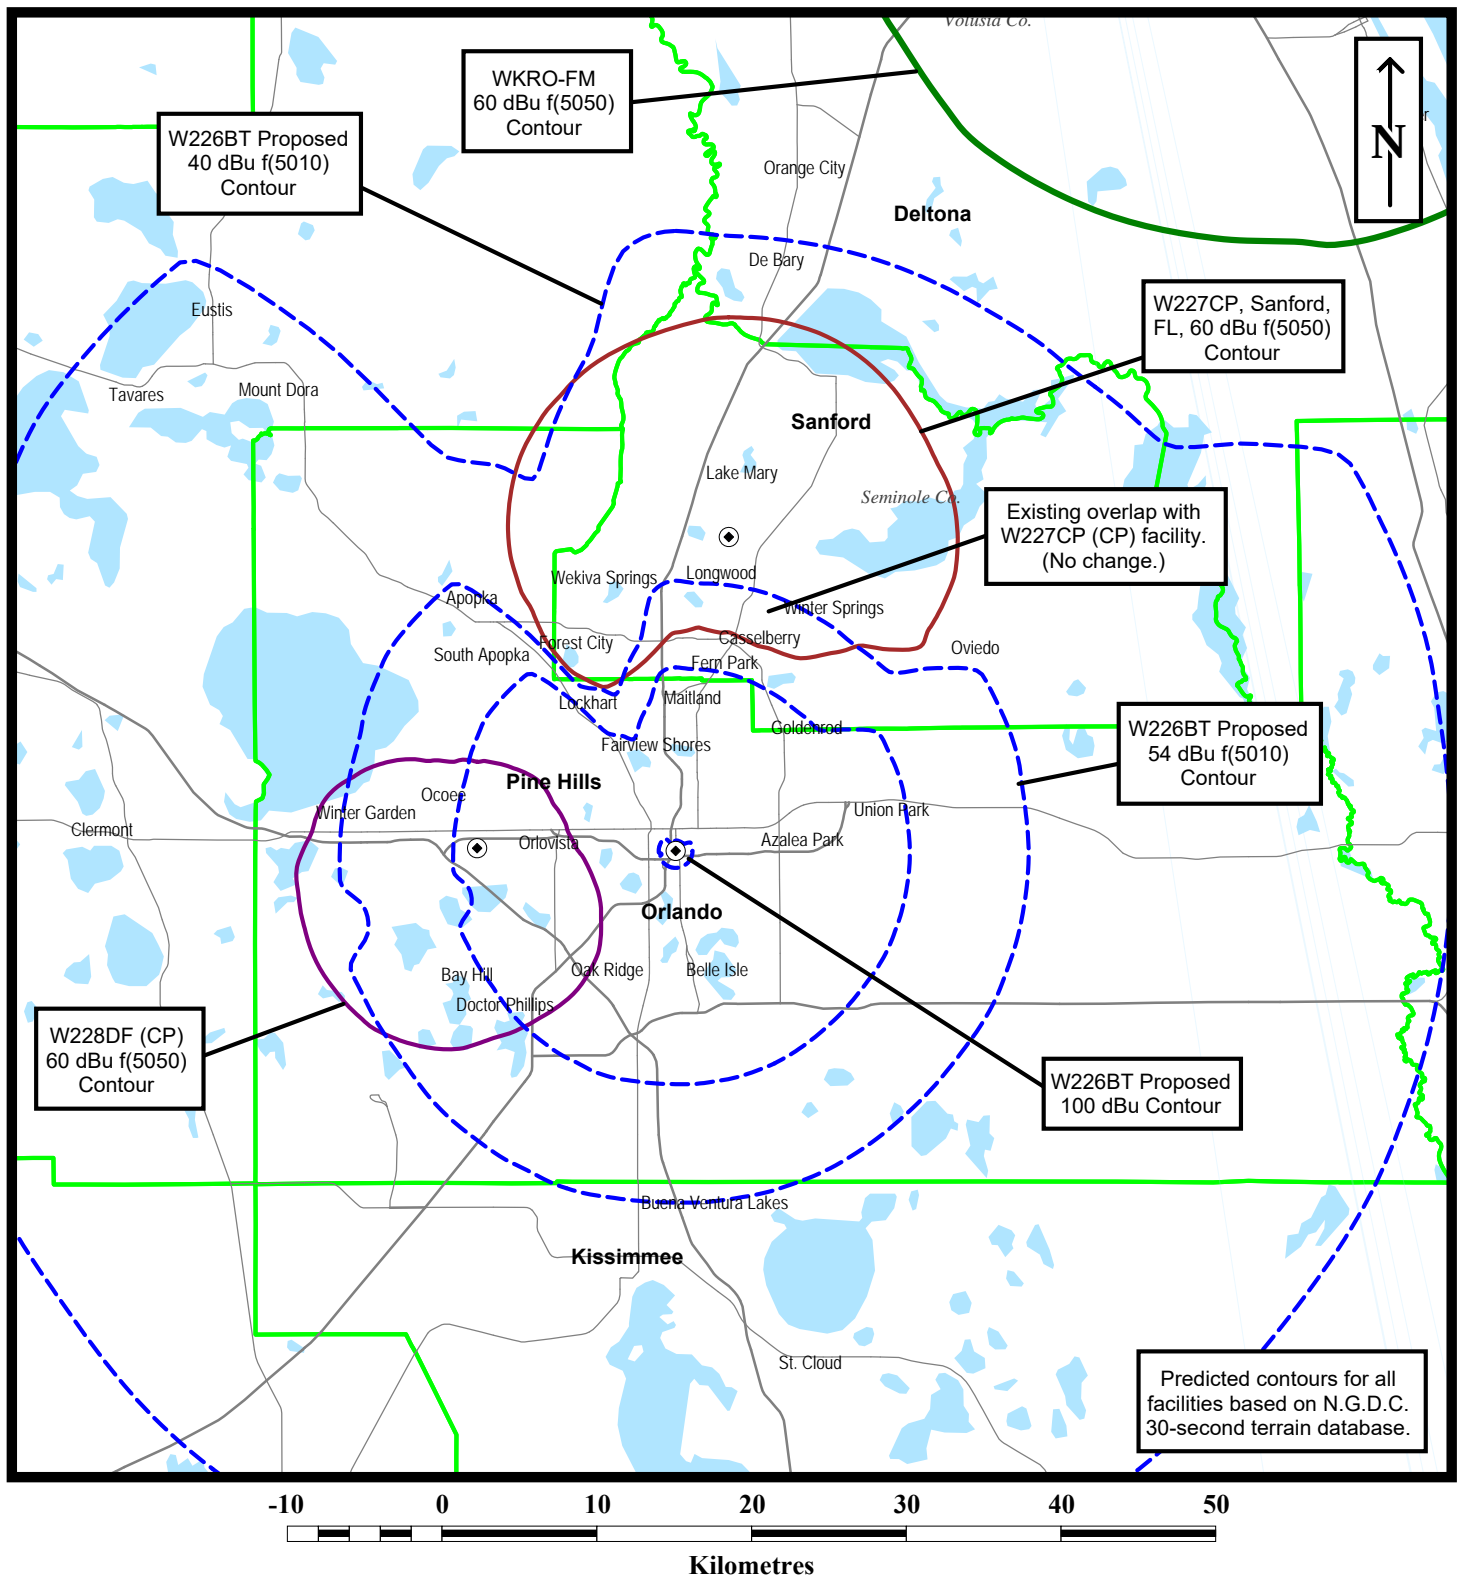 Volusia Co.
WKRO-FM
60 dBu f(5050)
Contour
N
W226BT Proposed
40 dBu f(5010)
Contour
Orange City
Deltona
De Bary
W227CP, Sanford,
FL, 60 dBu f(5050)
Contour
Eustis
Tavares
Mount Dora
Sanford
Lake Mary
Seminole Co.
Existing overlap with
W227CP (CP) facility.
(No change.)
Wekiva Springs
Longwood
Apopka
Winter Springs
Forest City
Casselberry
South Apopka
Fern Park
Oviedo
Lockhart
Maitland
Goldenrod
Fairview Shores
W226BT Proposed
54 dBu f(5010)
Contour
Pine Hills
Ocoee
Winter Garden
Union Park
Clermont
Orlovista
Azalea Park
Orlando
Bay Hill
Oak Ridge
Belle Isle
Doctor Phillips
W228DF (CP)
60 dBu f(5050)
Contour
W226BT Proposed
100 dBu Contour
Buena Ventura Lakes
Kissimmee
St. Cloud
Predicted contours for all
facilities based on N.G.D.C.
30-second terrain database.
-10 0 10 20 30 40 50
Kilometres